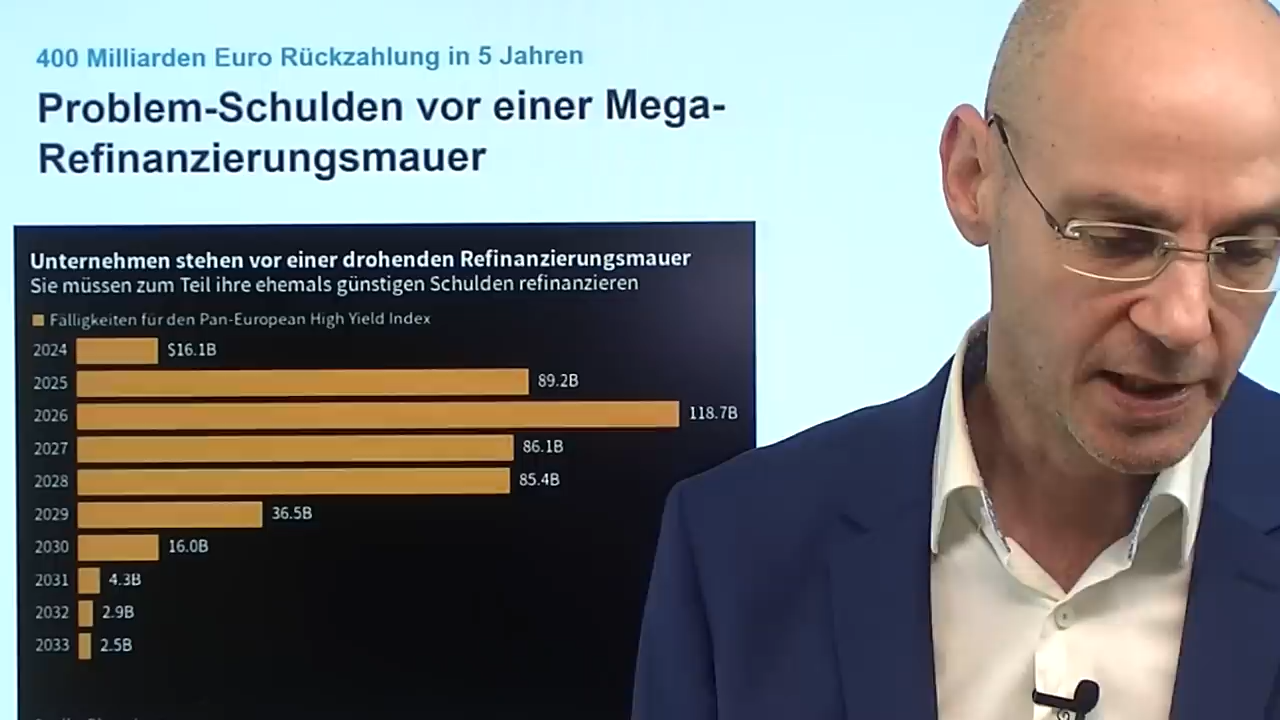 400 Milliarden Euro Rückzahlung in 5 Jahren
Problem-Schulden vor einer Mega-
Refinanzierungsmauer
Unternehmen stehen vor einer drohenden Refinanzierungsmauer
Sie müssen zum Teil ihre ehemals günstigen Schulden refinanzieren
Fälligkeiten für den Pan-European High Yield Index
2024 $16.1B
2025 89.2B
2026 118.7B
2027 86.1B
2028 85.4B
2029 36.5B
2030 16.0B
2031 4.3B
2032 2.9B
2033 2.5B